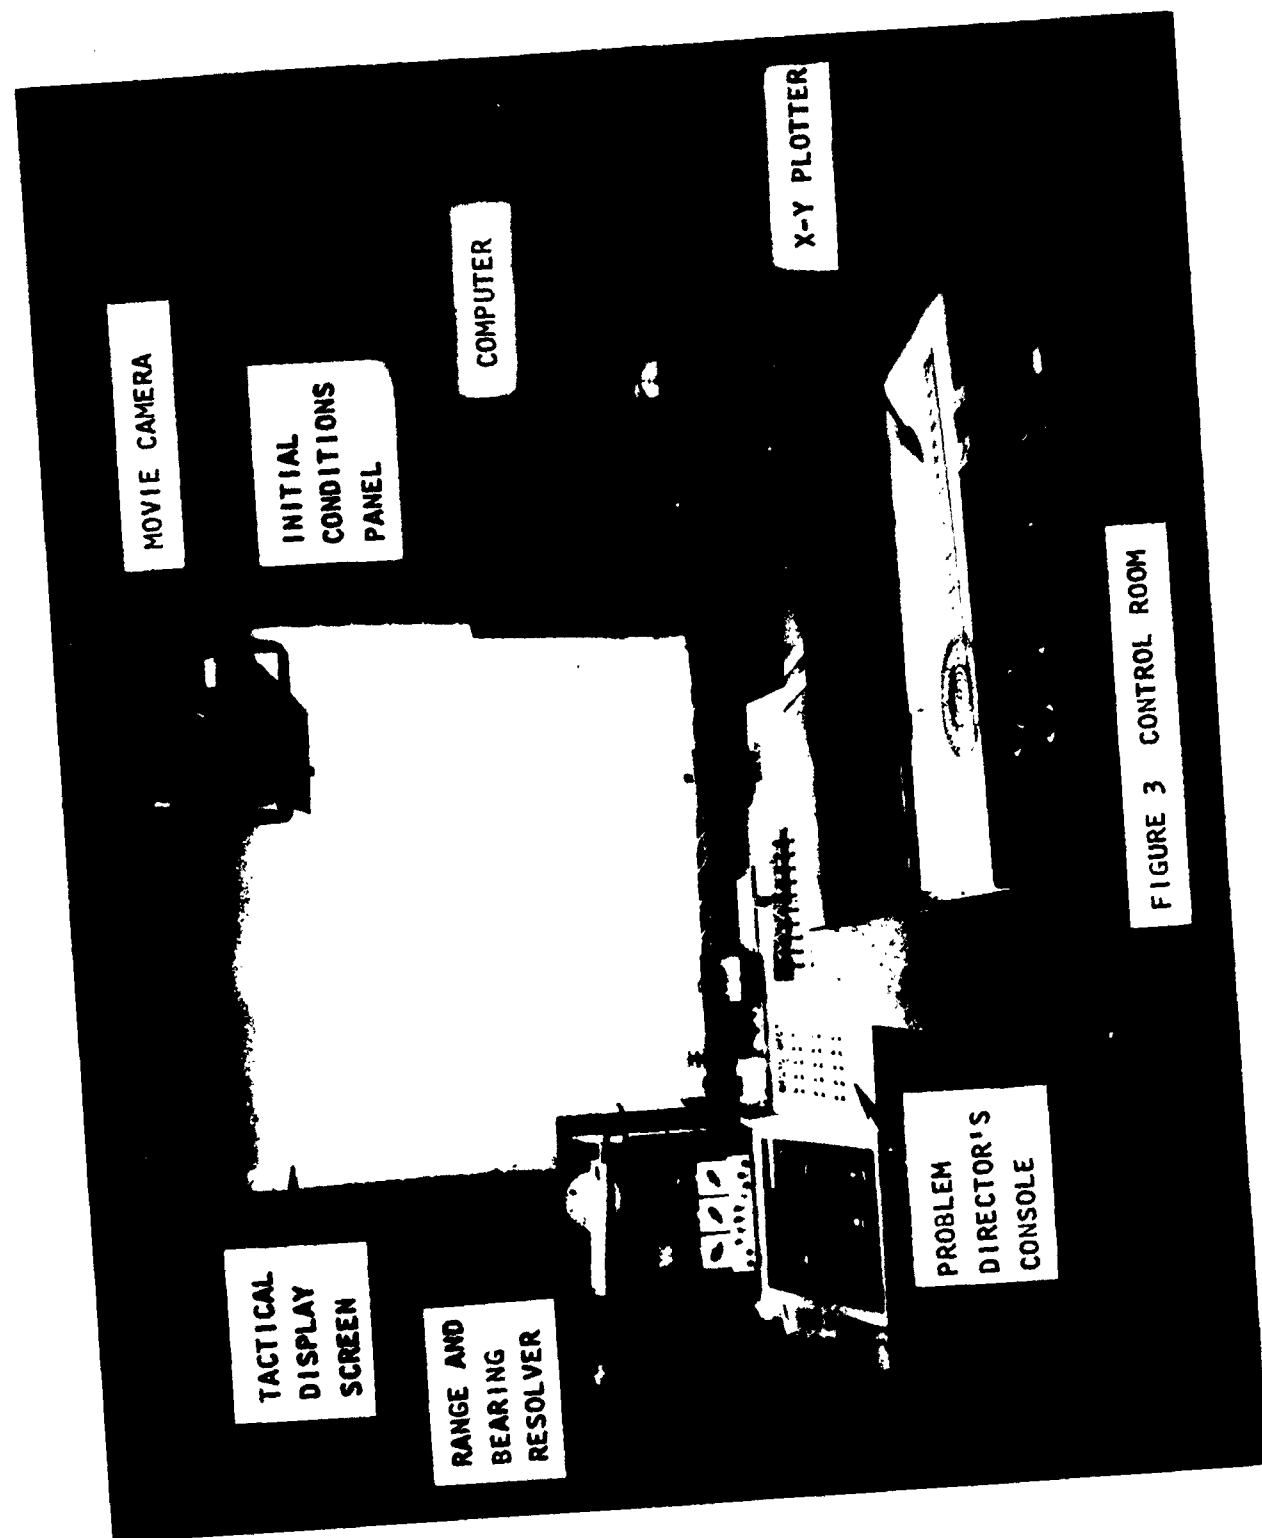 MOVIE CAMERA
TACTICAL
DISPLAY
SCREEN
INITIAL
CONDITIONS
PANEL
RANGE AND
BEARING
RESOLVER
COMPUTER
X-Y PLOTTER
PROBLEM
DIRECTOR'S
CONSOLE
FIGURE 3 CONTROL ROOM